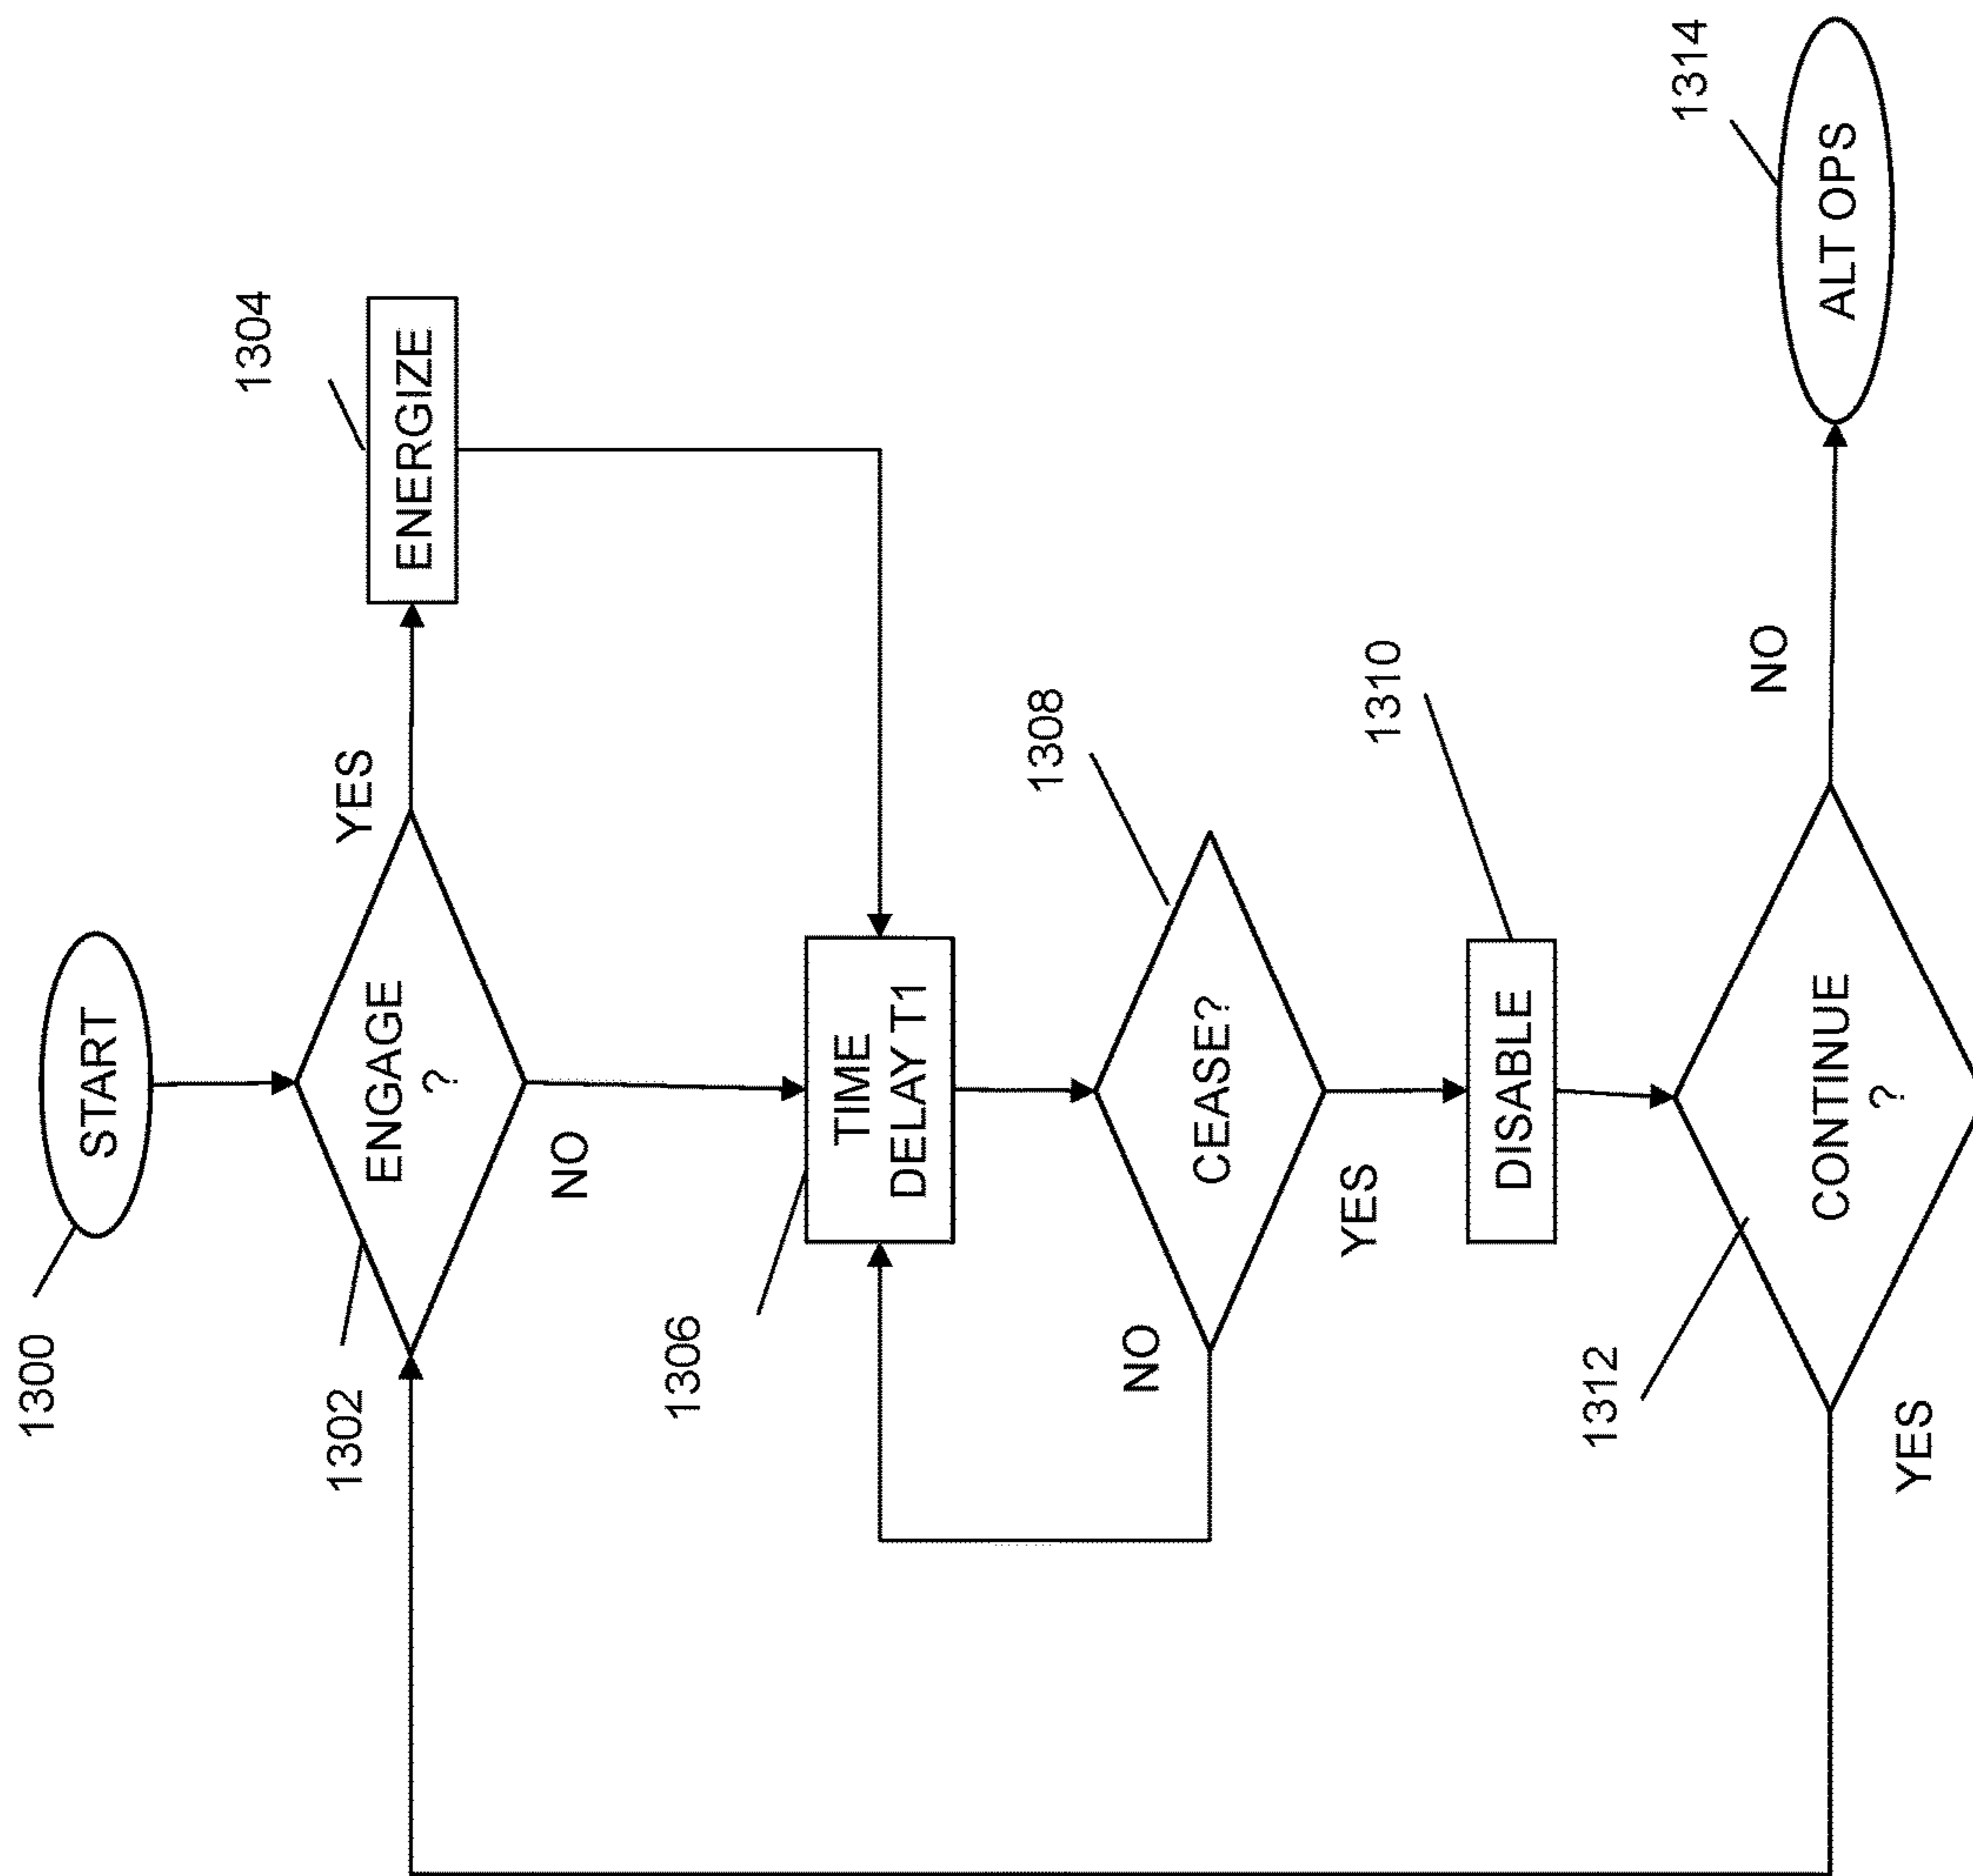 1300
START
1302
ENGAGE
?
YES
1304
ENERGIZE
NO
1306
TIME
DELAY T1
1308
CEASE?
NO
YES
1310
DISABLE
1312
CONTINUE
?
YES
NO
1314
ALT OPS